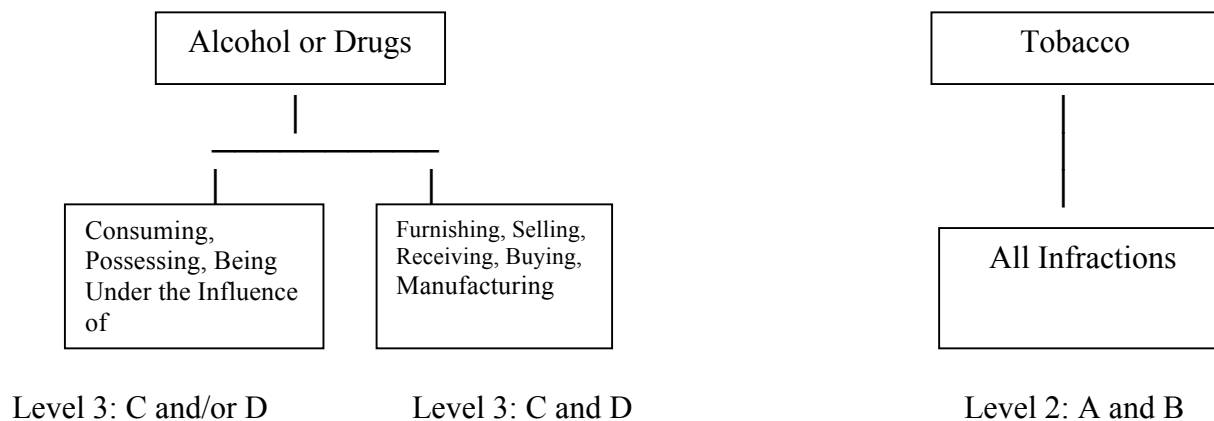 Alcohol or Drugs
Tobacco
Consuming,
Possessing, Being
Under the Influence
of
Furnishing, Selling,
Receiving, Buying,
Manufacturing
All Infractions
Level 3: C and/or D
Level 3: C and D
Level 2: A and B